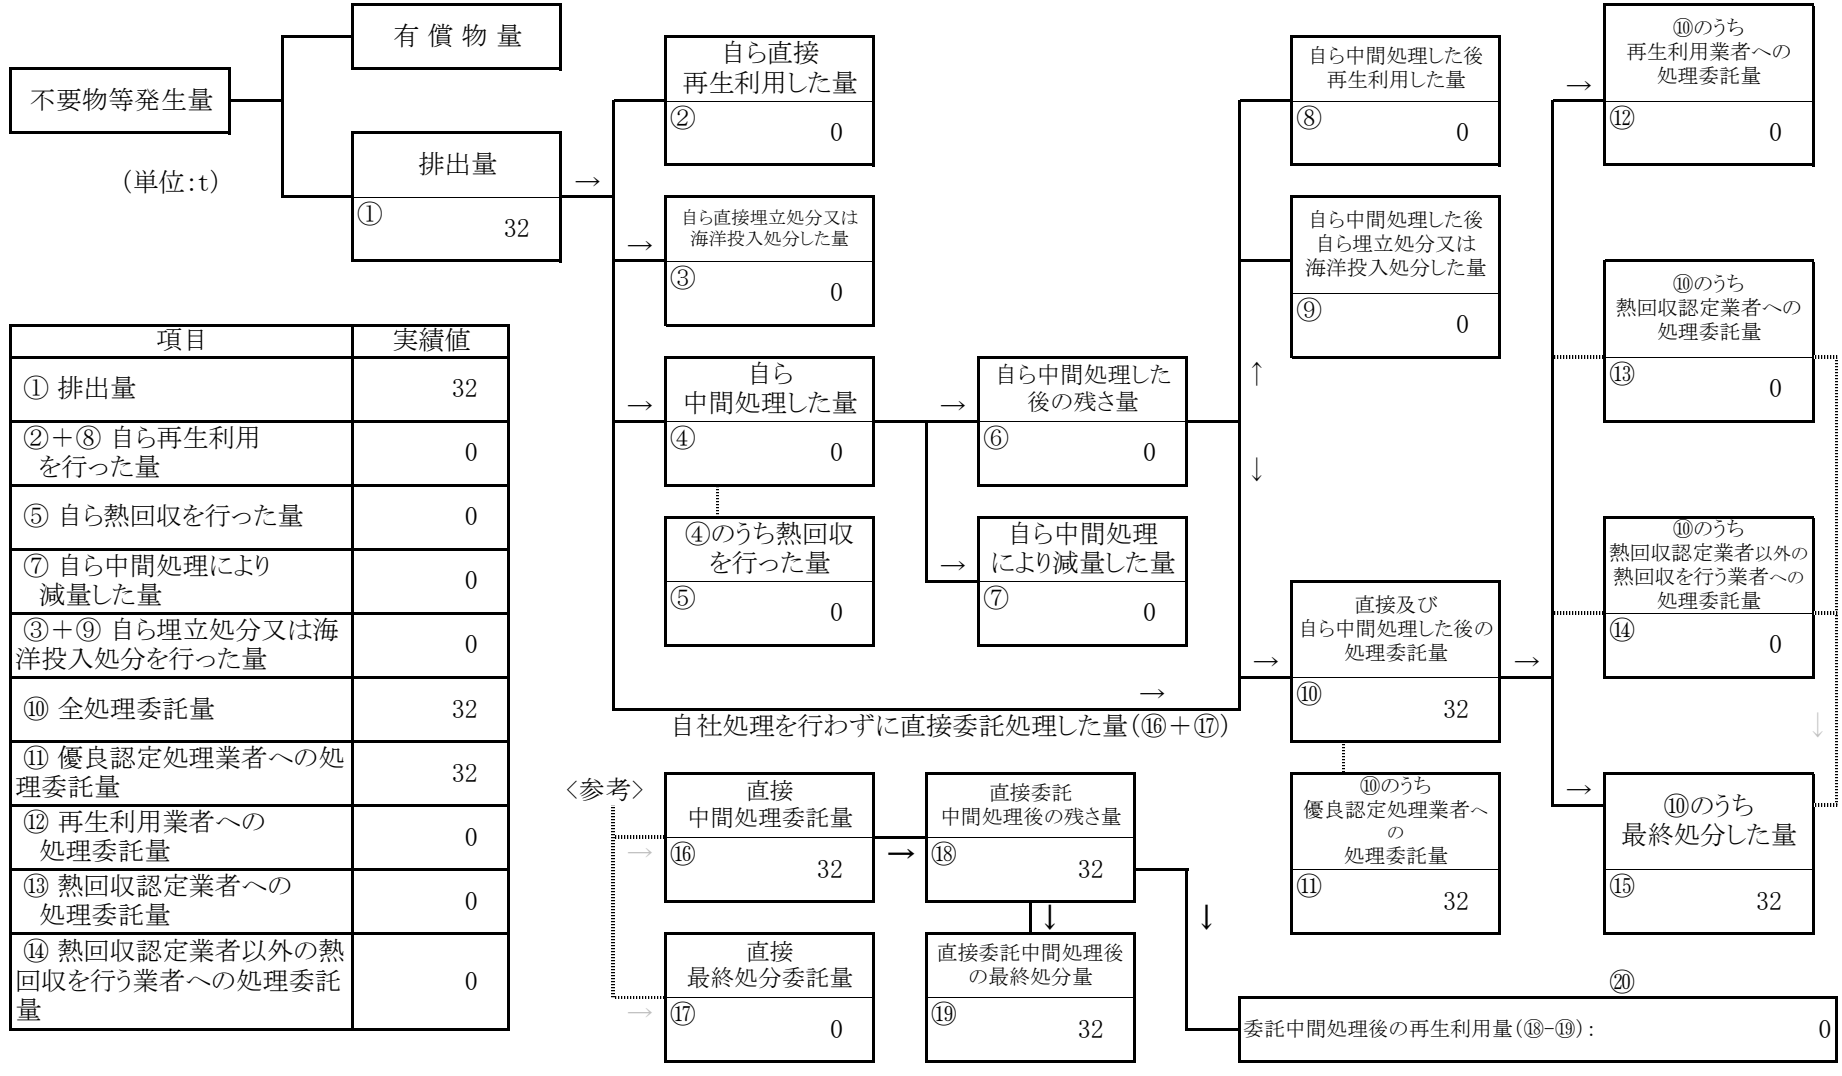 不要物等発生量
有 償 物 量
(単位:t)
排出量
①
32
→
自ら直接
再生利用した量
②
0
→
自ら直接埋立処分又は
海洋投入処分した量
③
0
→
自ら
中間処理した量
④
0
④のうち熱回収
を行った量
⑤
0
→
自ら中間処理した
後の残さ量
⑥
0
→
自ら中間処理
により減量した量
⑦
0
自ら中間処理した後
再生利用した量
⑧
0
自ら中間処理した後
自ら埋立処分又は
海洋投入処分した量
⑨
0
↑
↓
→
自社処理を行わずに直接委託処理した量(⑯+⑰)
→
直接及び
自ら中間処理した後の
処理委託量
⑩
32
⑩のうち
優良認定処理業者へ
の
処理委託量
⑪
32
→
→
⑩のうち
再生利用業者への
処理委託量
⑫
0
⑩のうち
熱回収認定業者への
処理委託量
⑬
0
⑩のうち
熱回収認定業者以外の
熱回収を行う業者への
処理委託量
⑭
0
↓
→
⑩のうち
最終処分した量
⑮
32
項目 実績値
① 排出量 32
②+⑧ 自ら再生利用
を行った量 0
⑤ 自ら熱回収を行った量 0
⑦ 自ら中間処理により
減量した量 0
③+⑨ 自ら埋立処分又は海
洋投入処分を行った量 0
⑩ 全処理委託量 32
⑪ 優良認定処理業者への処
理委託量 32
⑫ 再生利用業者への
処理委託量 0
⑬ 熱回収認定業者への
処理委託量 0
⑭ 熱回収認定業者以外の熱
回収を行う業者への処理委託
量 0
<参考>
→
直接
中間処理委託量
⑯
32
→
直接
最終処分委託量
⑰
0
→
直接委託
中間処理後の残さ量
⑱
32
↓
直接委託中間処理後
の最終処分量
⑲
32
↓
⑳
委託中間処理後の再生利用量(⑱-⑲): 0